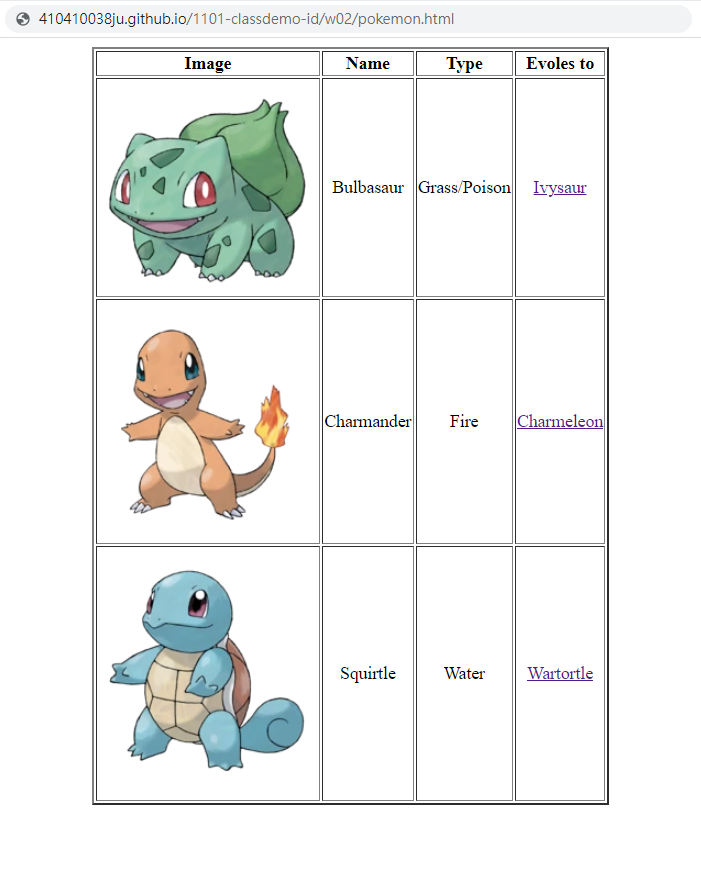 410410038ju.github.io/1101-classdemo-id/w02/pokemon.html
Image Name Type Evoles to
Bulbasaur Grass/Poison Ivysaur
Charmander Fire Charmeleon
Squirtle Water Wartortle